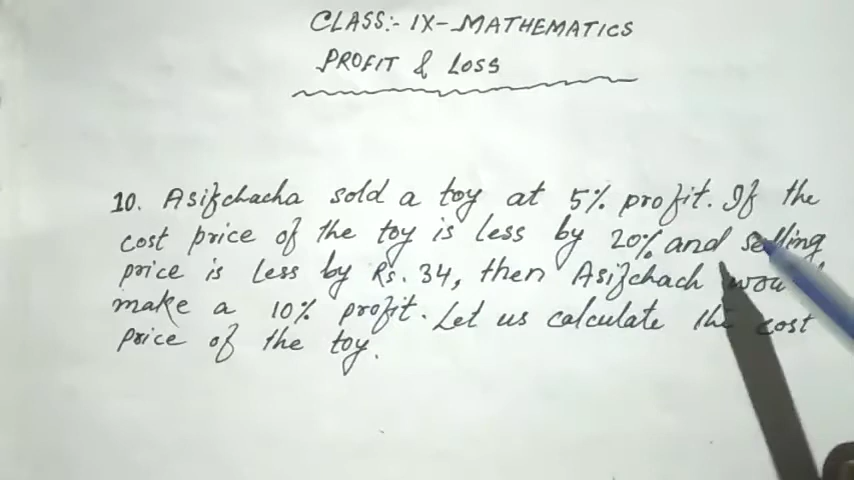 CLASS:- IX- MATHEMATICS
PROFIT & LOSS
10. Asifchacha sold a toy at 5% profit. If the
cost price of the toy is less by 20% and selling
price is less by Rs. 34, then Asifchach
make a 10% profit. Let us calculate the cost
price of the toy.